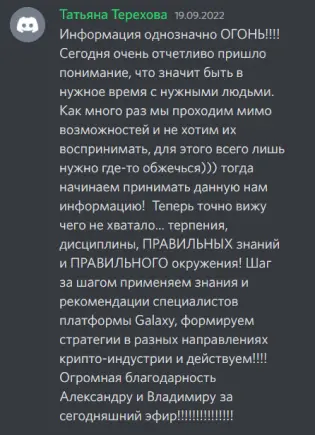 Татьяна Терехова 19.09.2022
Информация однозначно ОГОНЬ!!!!
Сегодня очень отчетливо пришло
понимание, что значит быть в
нужное время с нужными людьми.
Как много раз мы проходим мимо
возможностей и не хотим их
воспринимать, для этого всего лишь
нужно где-то обжечься))) тогда
начинаем принимать данную нам
информацию!  Теперь точно вижу
чего не хватало... терпения,
дисциплины, ПРАВИЛЬНЫХ знаний
и ПРАВИЛЬНОГО окружения! Шаг
за шагом применяем знания и
рекомендации специалистов
платформы Galaxy, формируем
стратегии в разных направлениях
крипто-индустрии и действуем!!!!
Огромная благодарность
Александру и Владимиру за
сегодняшний эфир!!!!!!!!!!!!!!!